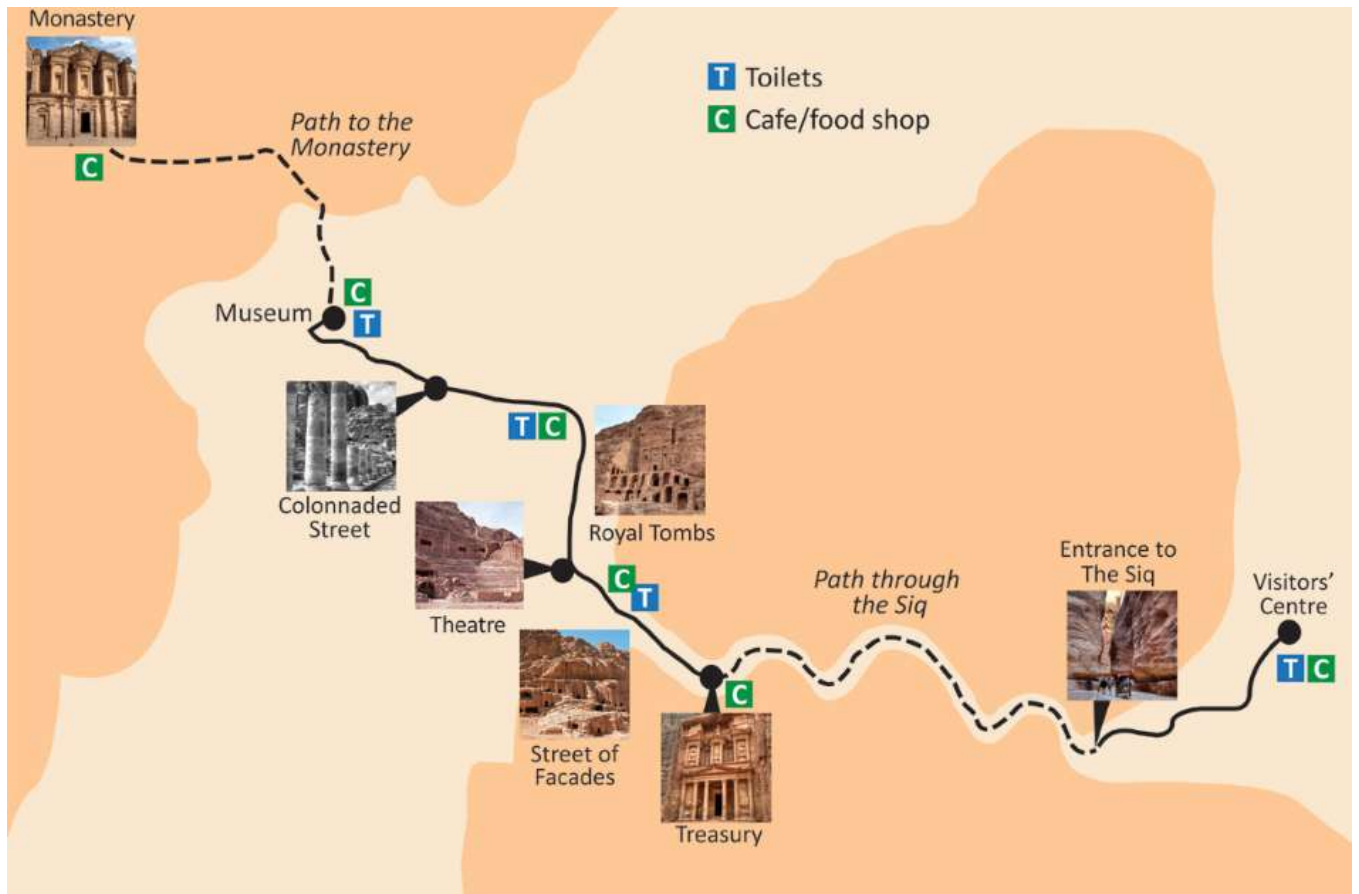 Monastery
T Toilets
C Cafe/food shop
Path to the
Monastery
C
C
Museum
T
T C
Colonnaded
Street
Royal Tombs
Entrance to
The Siq
C
T
Path through
the Siq
Visitors'
Centre
Theatre
T C
C
Street of
Facades
Treasury